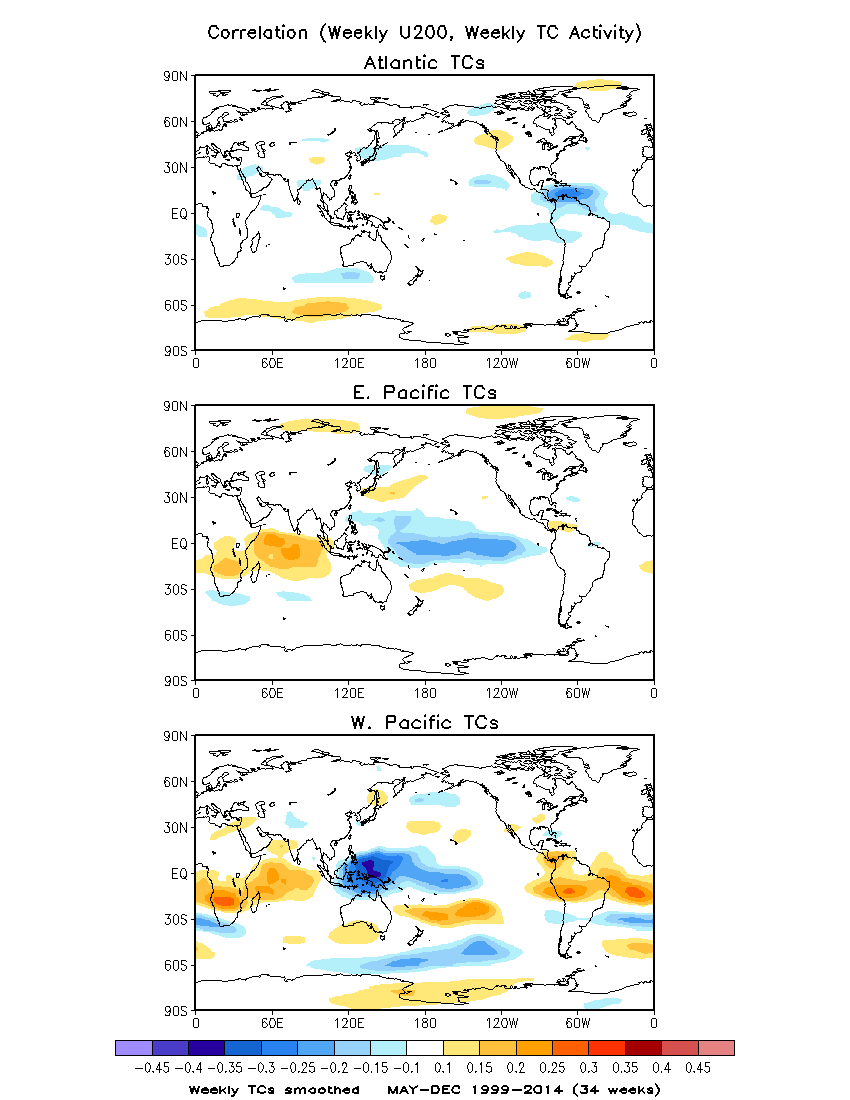 Correlation (Weekly U200, Weekly TC Activity)
Atlantic TCs
90N
60N
30N
EQ
30S
60S
90S
0 60E 120E 180 120W 60W 0
E. Pacific TCs
90N
60N
30N
EQ
30S
60S
90S
0 60E 120E 180 120W 60W 0
W. Pacific TCs
90N
60N
30N
EQ
30S
60S
90S
0 60E 120E 180 120W 60W 0
-0.45 -0.4 -0.35 -0.3 -0.25 -0.2 -0.15 -0.1 0.1 0.15 0.2 0.25 0.3 0.35 0.4 0.45
Weekly TCs smoothed MAY-DEC 1999-2014 (34 weeks)